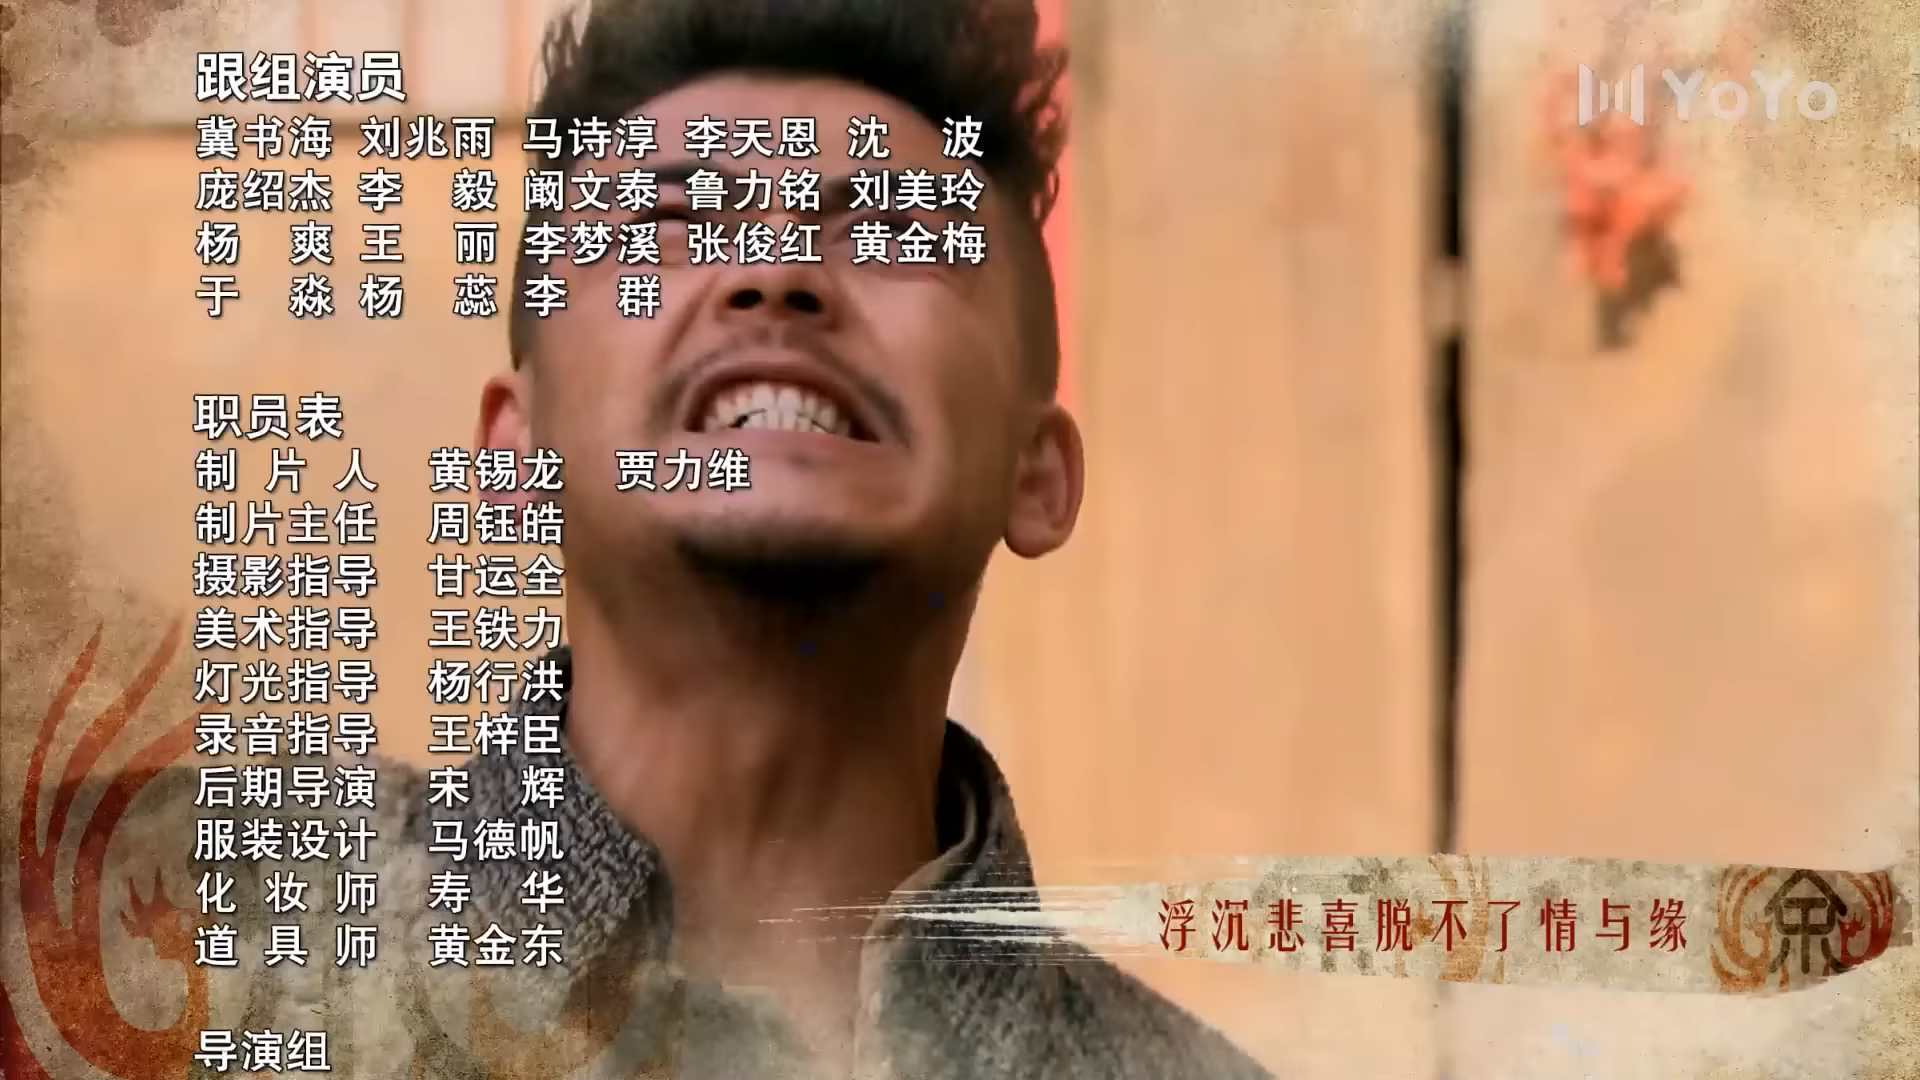 跟组演员
冀书海 刘兆雨 马诗淳 李天恩 沈波
庞绍杰 李毅 阚文泰 鲁力铭 刘美玲
杨爽 王丽 李梦溪 张俊红 黄金梅
于淼 杨蕊 李群
职员表
制片人 黄锡龙 贾力维
制片主任 周钰皓
摄影指导 甘运全
美术指导 王铁力
灯光指导 杨行洪
录音指导 王梓臣
后期导演 宋辉
服装设计 马德帆
化妆师 寿华
道具师 黄金东
导演组
YoYo
浮沉悲喜脱不了情与缘